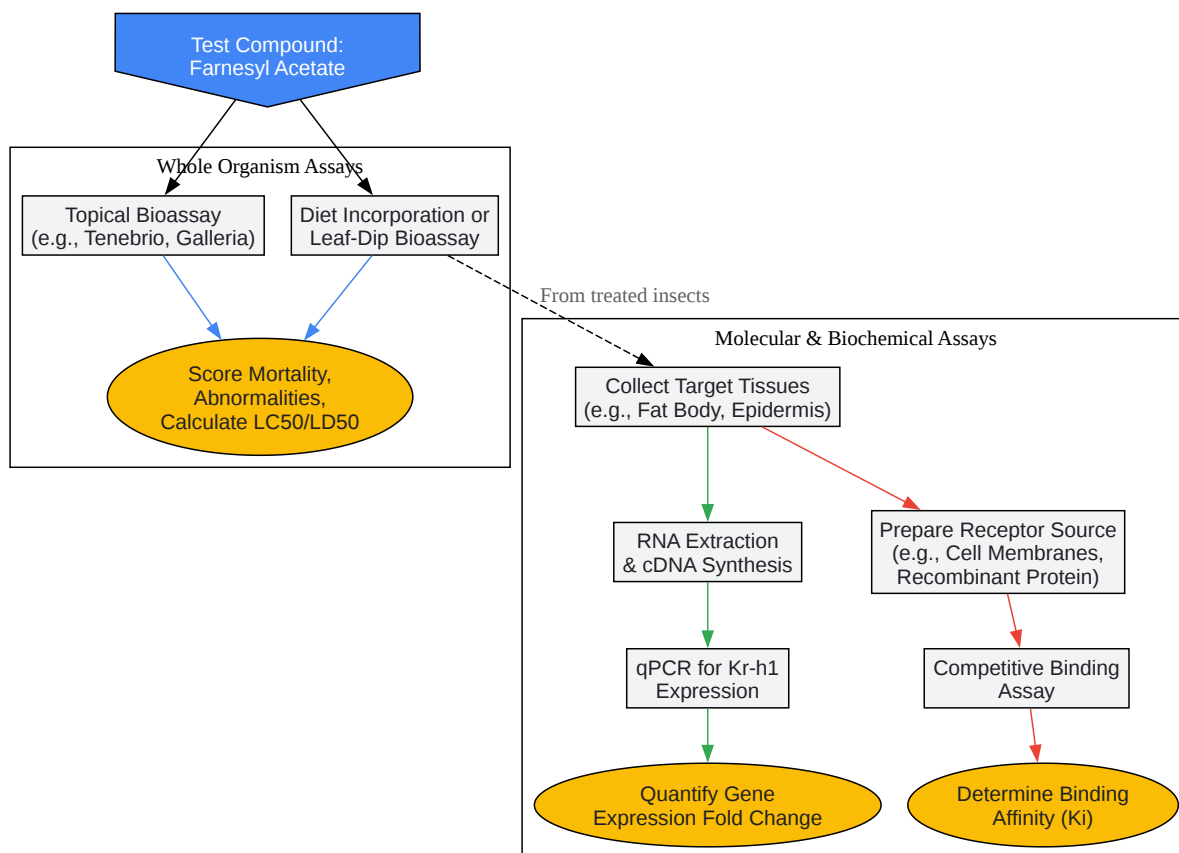 Test Compound:
Farnesyl Acetate
Whole Organism Assays
Topical Bioassay
(e.g., Tenebrio, Galleria)
Diet Incorporation or
Leaf-Dip Bioassay
From treated insects
Score Mortality,
Abnormalities,
Calculate LC50/LD50
Molecular & Biochemical Assays
Collect Target Tissues
(e.g., Fat Body, Epidermis)
RNA Extraction
& cDNA Synthesis
Prepare Receptor Source
(e.g., Cell Membranes,
Recombinant Protein)
qPCR for Kr-h1
Expression
Competitive Binding
Assay
Quantify Gene
Expression Fold Change
Determine Binding
Affinity (Ki)